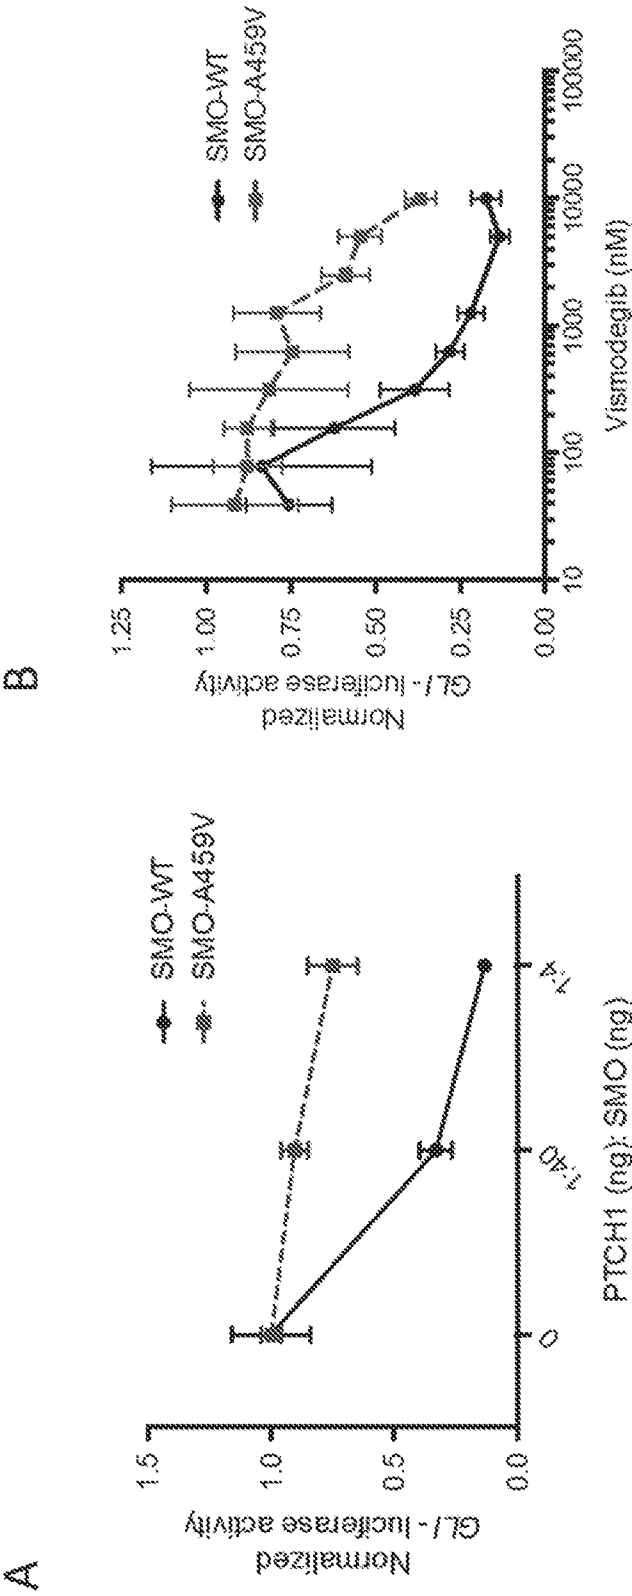 A
Normalized
GLI - luciferase activity
1.5
1.0
0.5
0.0
SMO-WT
SMO-A459V
0
1:40
1:4
PTCH1 (ng): SMO (ng)
B
Normalized
GLI - luciferase activity
1.25
1.00
0.75
0.50
0.25
0.00
SMO-WT
SMO-A459V
10
100
1000
10000
100000
Vismodegib (nM)